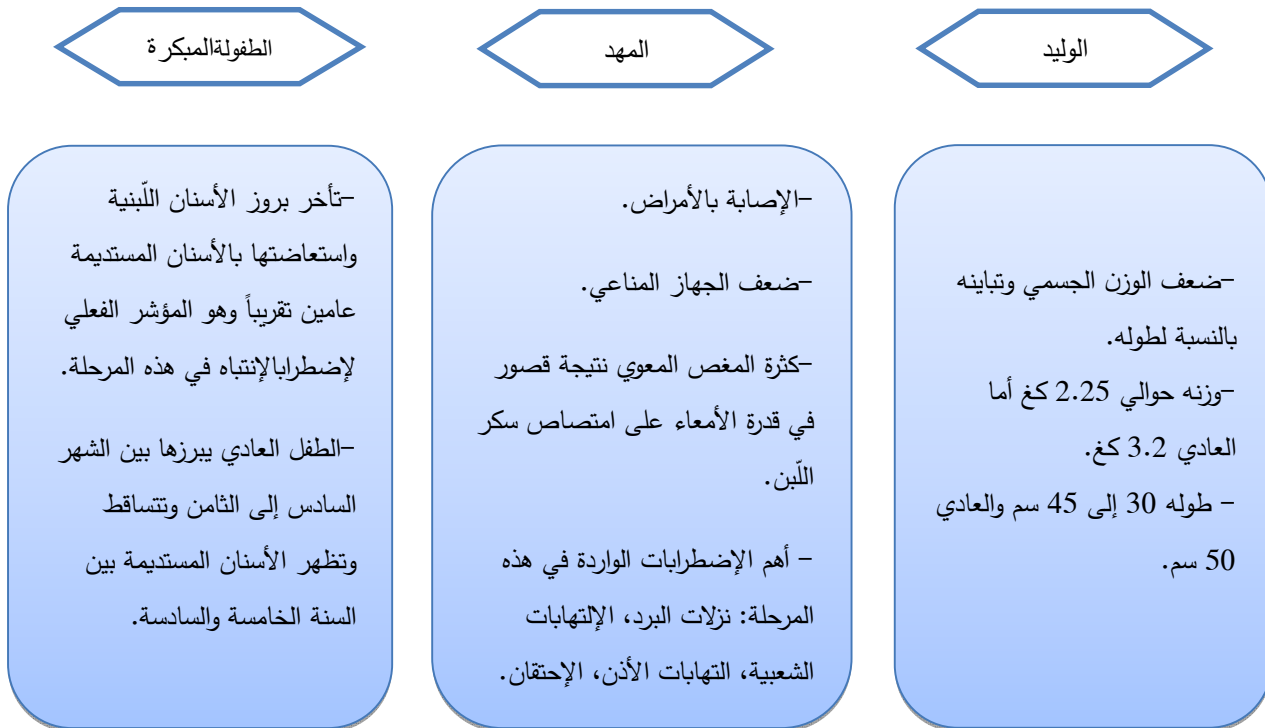 الوليد
-ضعف الوزن الجسمي وتباينه
بالنسبة لطوله.
-وزنه حوالي 2.25 كغ أما
العادي 3.2 كغ.
- طوله 30 إلى 45 سم والعادي
50 سم.
المهد
-الإصابة بالأمراض.
-ضعف الجهاز المناعي.
-كثرة المغص المعوي نتيجة قصور
في قدرة الأمعاء على امتصاص سكر
اللّبن.
- أهم الإضطرابات الواردة في هذه
المرحلة: نزلات البرد، الإلتهابات
الشعبية، التهابات الأذن، الإحتقان.
الطفولةالمبكرة
-تأخر بروز الأسنان اللّبنية
واستعاضتها بالأسنان المستديمة
عامين تقريباً وهو المؤشر الفعلي
لإضطرابالإنتباه في هذه المرحلة.
-الطفل العادي يبرزها بين الشهر
السادس إلى الثامن وتتساقط
وتظهر الأسنان المستديمة بين
السنة الخامسة والسادسة.